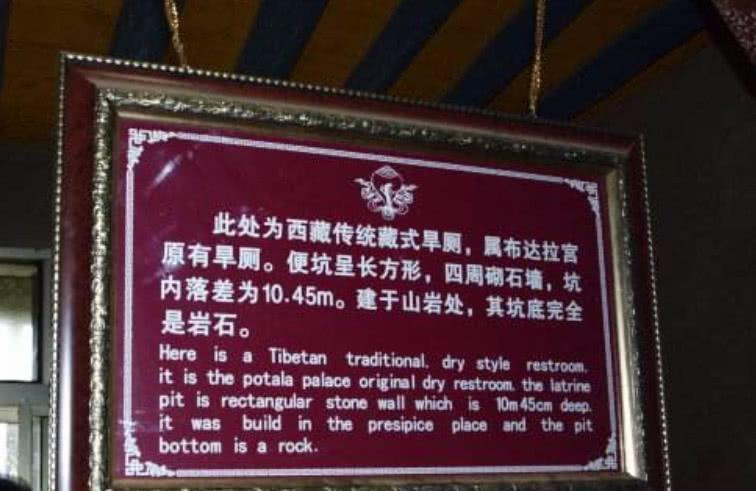 此处为西藏传统藏式旱厕，属布达拉宫
原有旱厕。便坑呈长方形，四周砌石墙，坑
内落差为10.45m。建于山岩处，其坑底完全
是岩石。
Here is a Tibetan traditional. dry style restroom.
it is the potala palace original dry restroom. the latrine
pit is rectangular stone wall which is 10m45cm deep.
it was build in the presipice place and the pit
bottom is a rock.